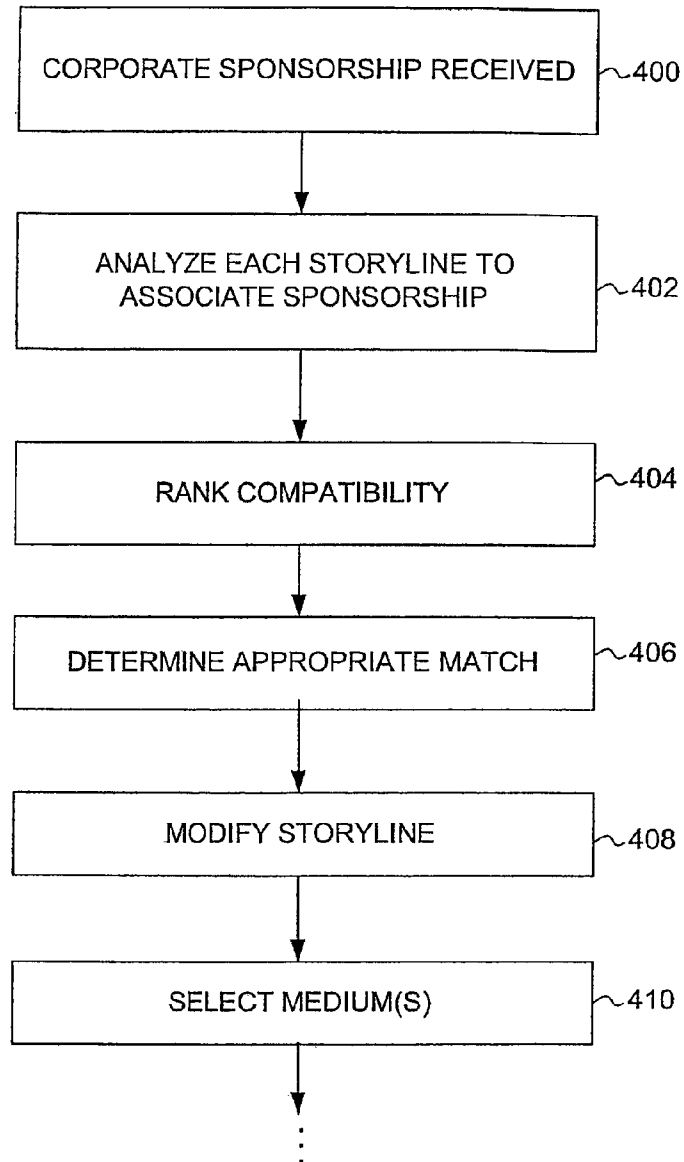 CORPORATE SPONSORSHIP RECEIVED
400
ANALYZE EACH STORYLINE TO
ASSOCIATE SPONSORSHIP
402
RANK COMPATIBILITY
404
DETERMINE APPROPRIATE MATCH
406
MODIFY STORYLINE
408
SELECT MEDIUM(S)
410